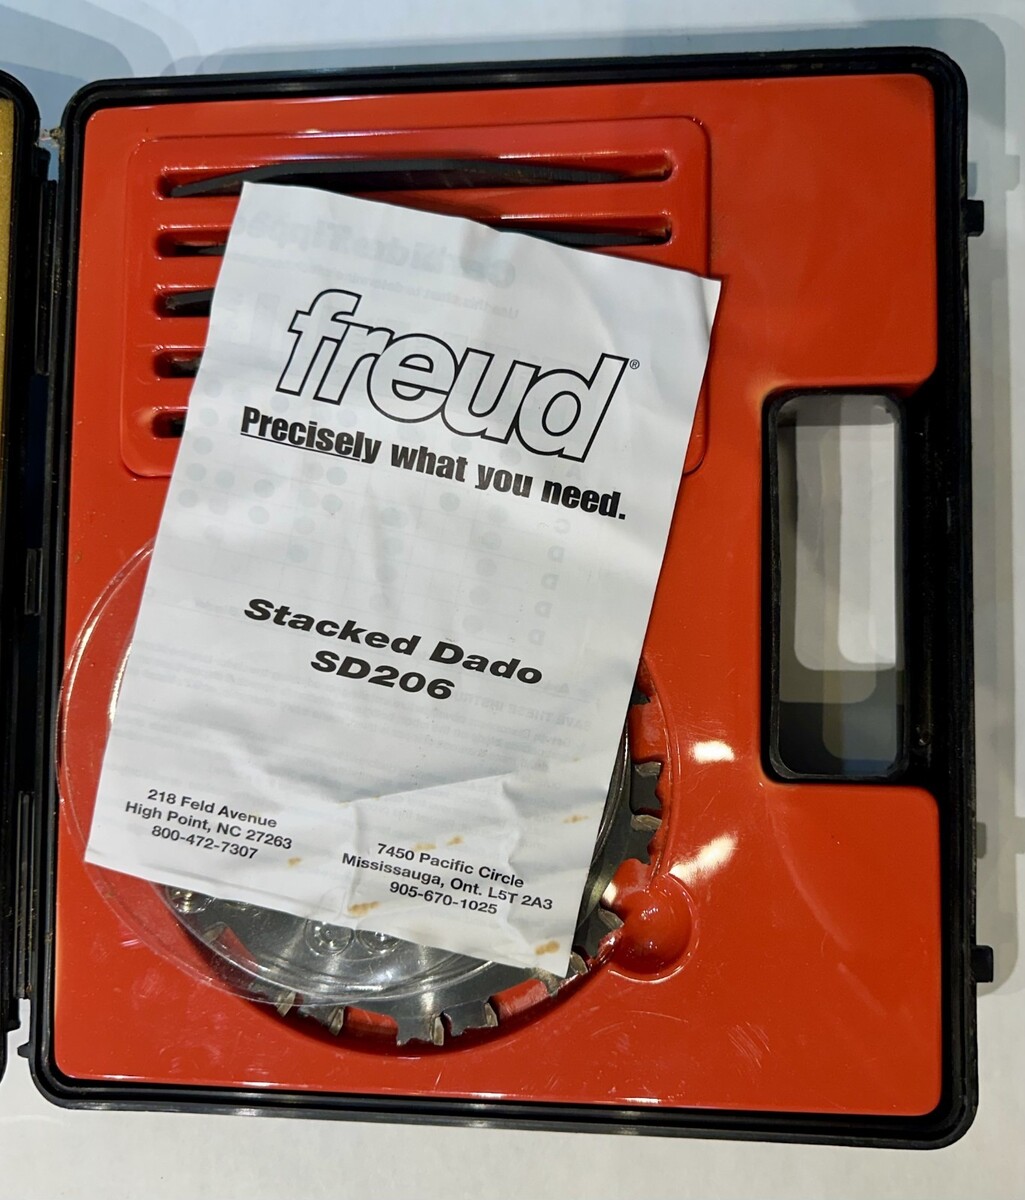 freud®
Precisely what you need.
Stacked Dado
SD206
218 Feld Avenue
High Point, NC 27263
800-472-7307
7450 Pacific Circle
Mississauga, Ont. L5T 2A3
905-670-1025